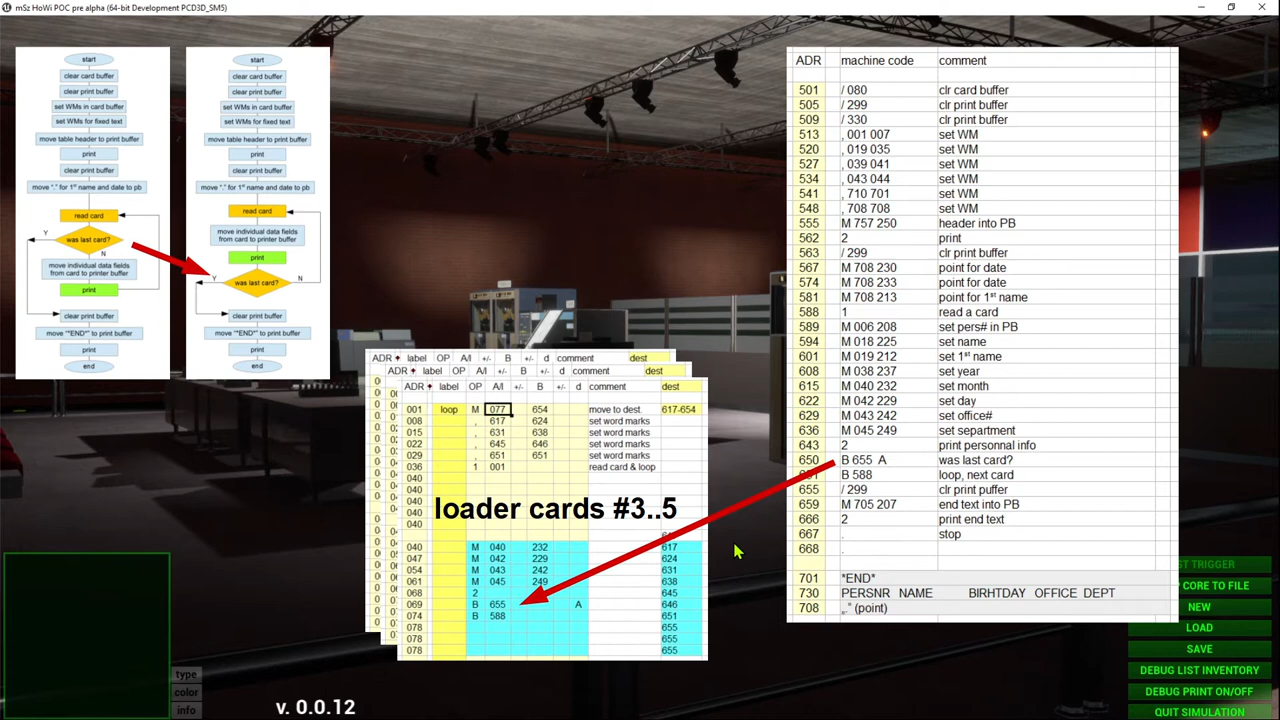 mSz HoWi POC pre alpha (64-bit Development PCD3D_SM5)
start
clear card buffer
clear print buffer
set WMs in card buffer
set WMs for fixed text
move table header to print buffer
print
clear print buffer
move "." for 1st name and date to pb
read card
Y
was last card?
N
move individual data fields
from card to printer buffer
print
clear print buffer
move "*END*" to print buffer
print
end
start
clear card buffer
clear print buffer
set WMs in card buffer
set WMs for fixed text
move table header to print buffer
print
clear print buffer
move "." for 1st name and date to pb
read card
move individual data fields
from card to printer buffer
print
Y
was last card?
N
clear print buffer
move "*END*" to print buffer
print
end
ADR machine code comment
501 / 080 clr card buffer
505 / 299 clr print buffer
509 / 330 clr print buffer
513 , 001 007 set WM
520 , 019 035 set WM
527 , 039 041 set WM
534 , 043 044 set WM
541 , 710 701 set WM
548 , 708 708 set WM
555 M 757 250 header into PB
562 2 print
563 / 299 clr print buffer
567 M 708 230 point for date
574 M 708 233 point for date
581 M 708 213 point for 1st name
588 1 read a card
589 M 006 208 set pers# in PB
594 M 018 225 set name
601 M 019 212 set 1st name
608 M 038 237 set year
615 M 040 232 set month
622 M 042 229 set day
629 M 043 242 set office#
636 M 045 249 set separtment
643 2 print personnal info
650 B 655 A was last card?
B 588 loop, next card
655 / 299 clr print puffer
659 M 705 207 end text into PB
666 2 print end text
667 . stop
668 .
701 *END*
730 PERSNR NAME BIRHTDAY OFFICE DEPT
708 „." (point)
ADR label OP A/I +/- B +/- d comment dest
ADR label OP A/I +/- B +/- d comment dest
ADR label OP A/I +/- B +/- d comment dest
001 loop M 077 654 move to dest. 617-654
008 , 617 624 set word marks
015 , 631 638 set word marks
022 , 645 646 set word marks
029 , 651 651 set word marks
036 1 001 read card & loop
040
040
040
040
040
loader cards #3..5
040 M 040 232 617
047 M 042 229 624
054 M 043 242 631
061 M 045 249 638
068 2 645
069 B 655 A 646
074 B 588 651
078 655
078 655
078 655
type
color
info
v. 0.0.12
T TRIGGER
P CORE TO FILE
NEW
LOAD
SAVE
DEBUG LIST INVENTORY
DEBUG PRINT ON/OFF
QUIT SIMULATION